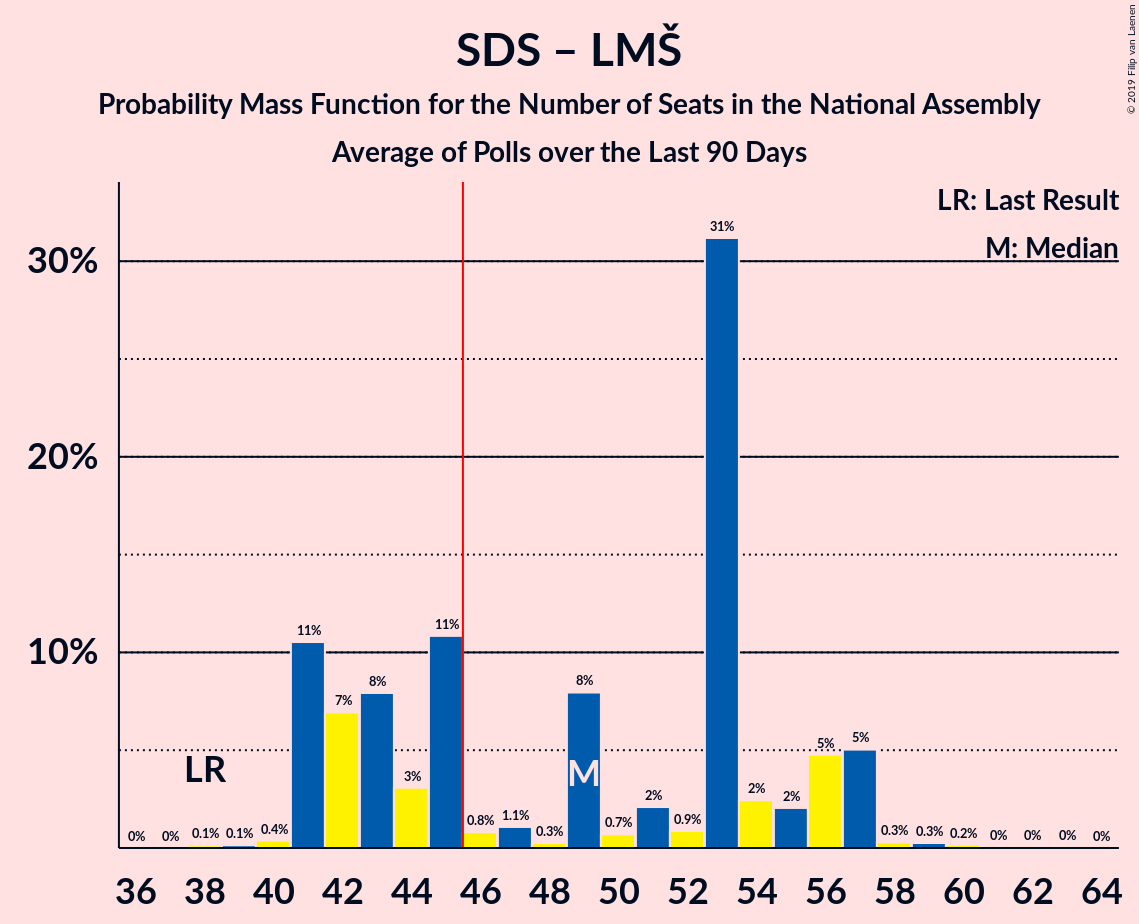 SDS – LMŠ
Probability Mass Function for the Number of Seats in the National Assembly
Average of Polls over the Last 90 Days
© 2019 Filip van Laenen
LR: Last Result
M: Median
30%
20%
10%
0% 0% 0.1% 0.1% 0.4% 11% 7% 8% 3% 11% 0.8% 1.1% 0.3% 8% 0.7% 2% 0.9% 31% 2% 2% 5% 5% 0.3% 0.3% 0.2% 0% 0% 0% 0%
LR
M
36 38 40 42 44 46 48 50 52 54 56 58 60 62 64